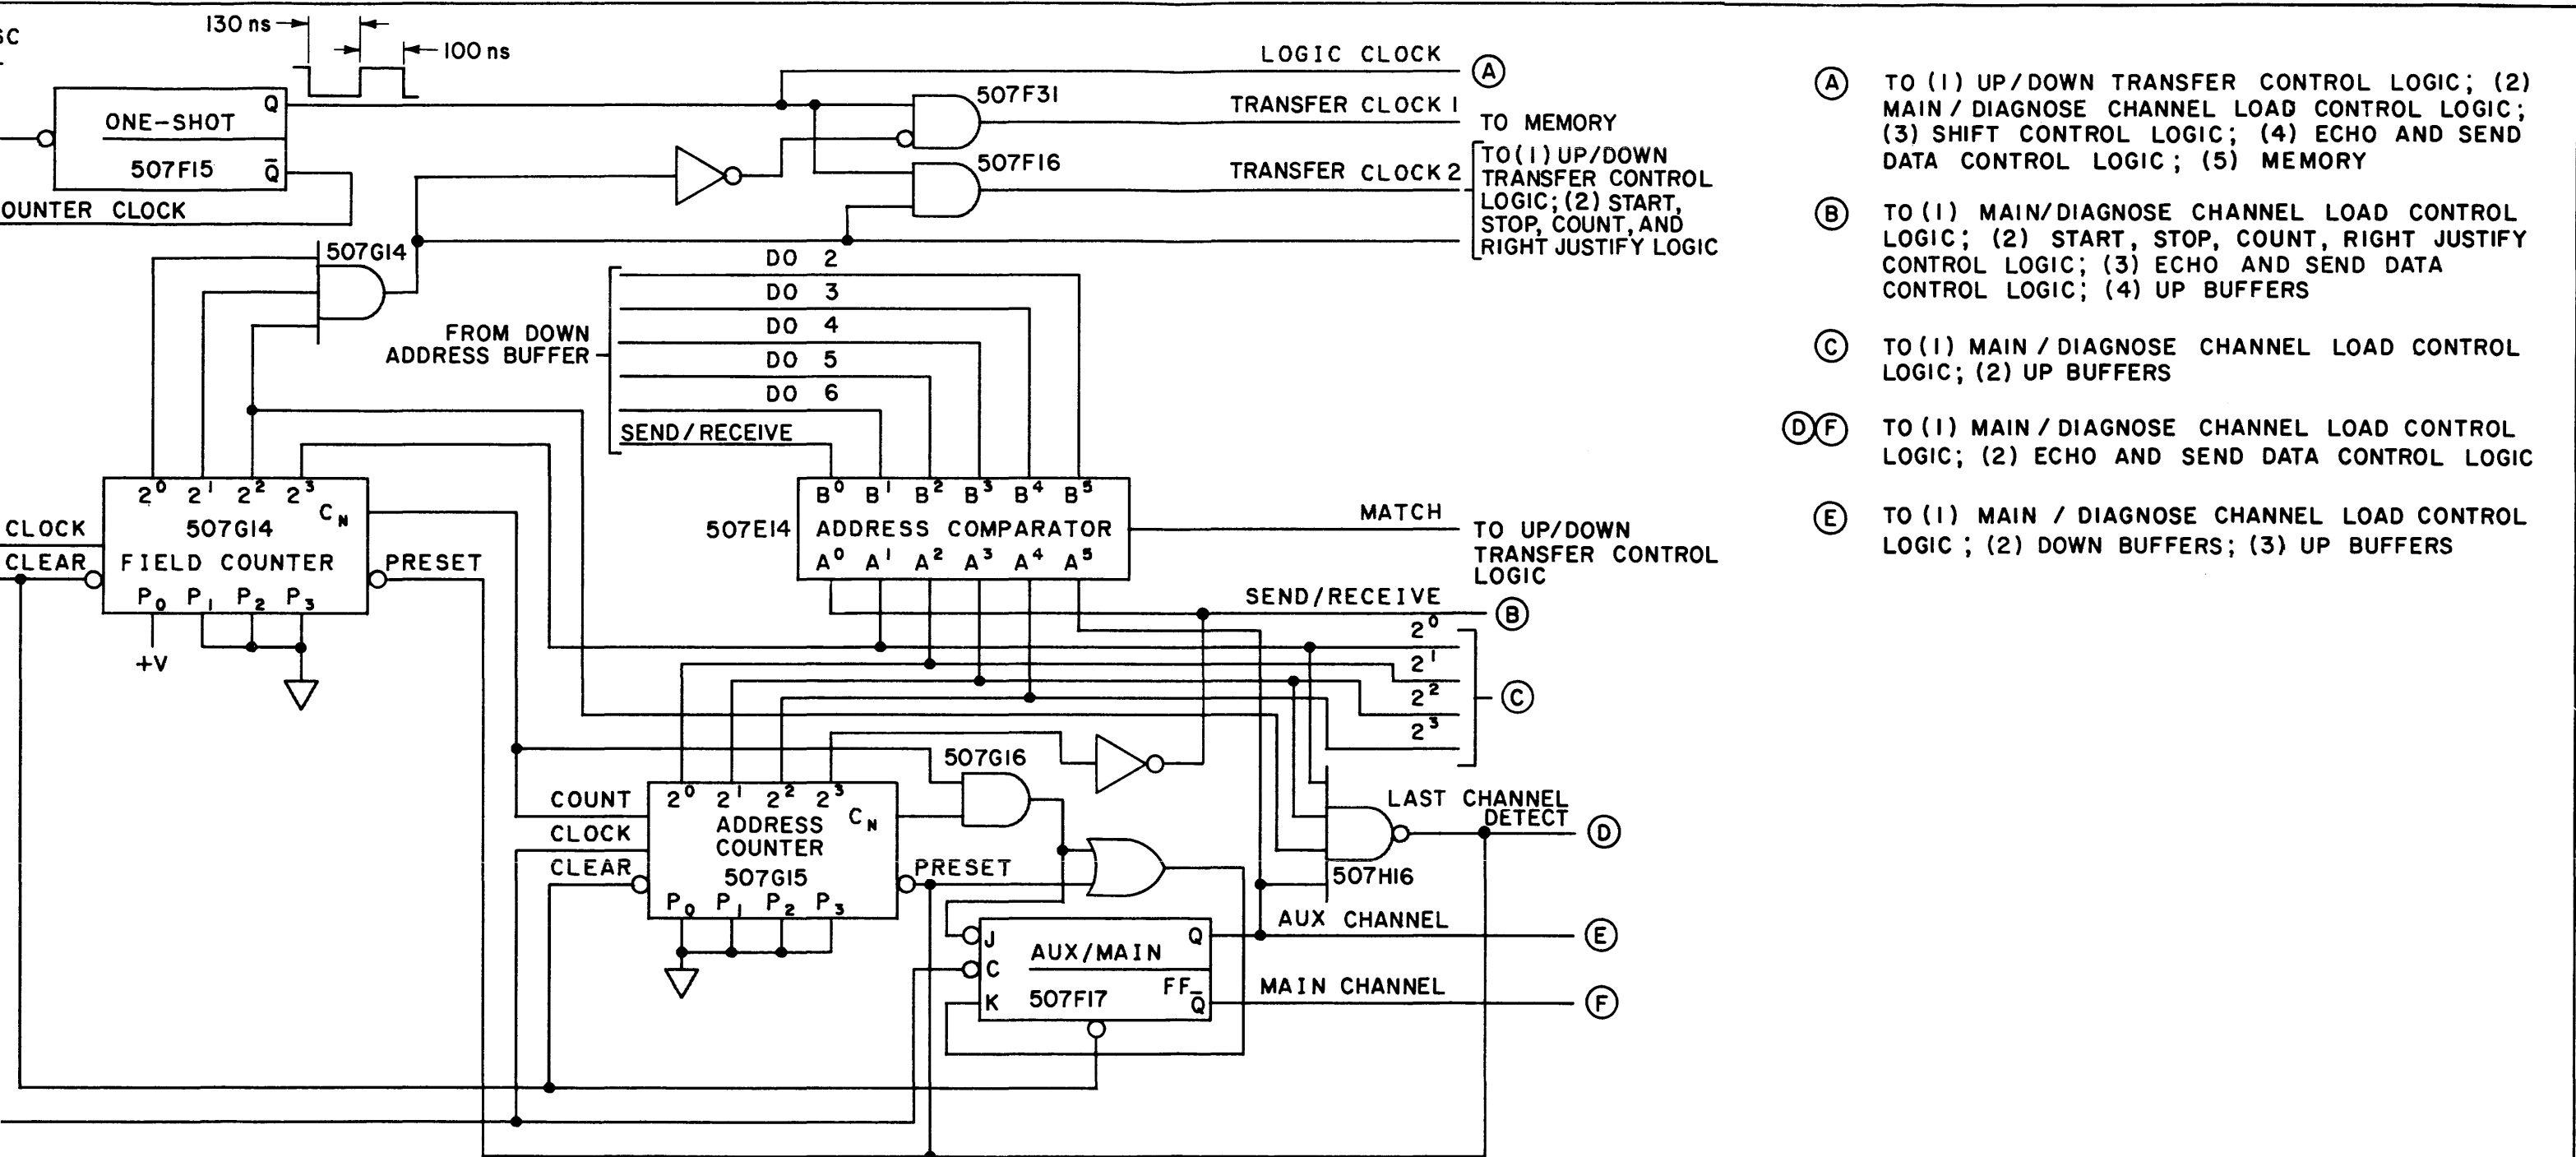 130 ns
100 ns
LOGIC CLOCK
A
ONE-SHOT
507F15
Q
Q̅
507F31
TRANSFER CLOCK 1
TO MEMORY
507F16
TRANSFER CLOCK 2
TO (1) UP/DOWN
TRANSFER CONTROL
LOGIC; (2) START,
STOP, COUNT, AND
RIGHT JUSTIFY LOGIC
OUNTER CLOCK
507G14
DO 2
DO 3
DO 4
DO 5
DO 6
SEND/RECEIVE
FROM DOWN
ADDRESS BUFFER
2⁰ 2¹ 2² 2³
C_N
507G14
FIELD COUNTER
CLOCK
CLEAR
PRESET
P₀ P₁ P₂ P₃
+V
B⁰ B¹ B² B³ B⁴ B⁵
507E14 ADDRESS COMPARATOR
A⁰ A¹ A² A³ A⁴ A⁵
MATCH
TO UP/DOWN
TRANSFER CONTROL
LOGIC
SEND/RECEIVE
B
2⁰
2¹
2²
2³
C
507G16
COUNT
CLOCK
CLEAR
2⁰ 2¹ 2² 2³
C_N
ADDRESS
COUNTER
507G15
P₀ P₁ P₂ P₃
PRESET
LAST CHANNEL
DETECT
D
507H16
J
C
K
AUX/MAIN
507F17
FF
Q
Q̅
AUX CHANNEL
E
MAIN CHANNEL
F
A TO (1) UP/DOWN TRANSFER CONTROL LOGIC; (2)
MAIN / DIAGNOSE CHANNEL LOAD CONTROL LOGIC;
(3) SHIFT CONTROL LOGIC; (4) ECHO AND SEND
DATA CONTROL LOGIC; (5) MEMORY
B TO (1) MAIN/DIAGNOSE CHANNEL LOAD CONTROL
LOGIC; (2) START, STOP, COUNT, RIGHT JUSTIFY
CONTROL LOGIC; (3) ECHO AND SEND DATA
CONTROL LOGIC; (4) UP BUFFERS
C TO (1) MAIN / DIAGNOSE CHANNEL LOAD CONTROL
LOGIC; (2) UP BUFFERS
D F TO (1) MAIN / DIAGNOSE CHANNEL LOAD CONTROL
LOGIC; (2) ECHO AND SEND DATA CONTROL LOGIC
E TO (1) MAIN / DIAGNOSE CHANNEL LOAD CONTROL
LOGIC; (2) DOWN BUFFERS; (3) UP BUFFERS